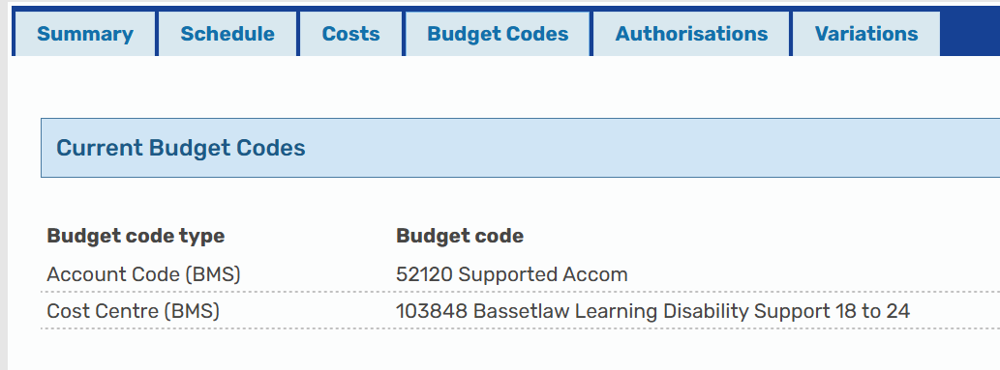 Summary Schedule Costs Budget Codes Authorisations Variations
Current Budget Codes
Budget code type Budget code
Account Code (BMS) 52120 Supported Accom
Cost Centre (BMS) 103848 Bassetlaw Learning Disability Support 18 to 24